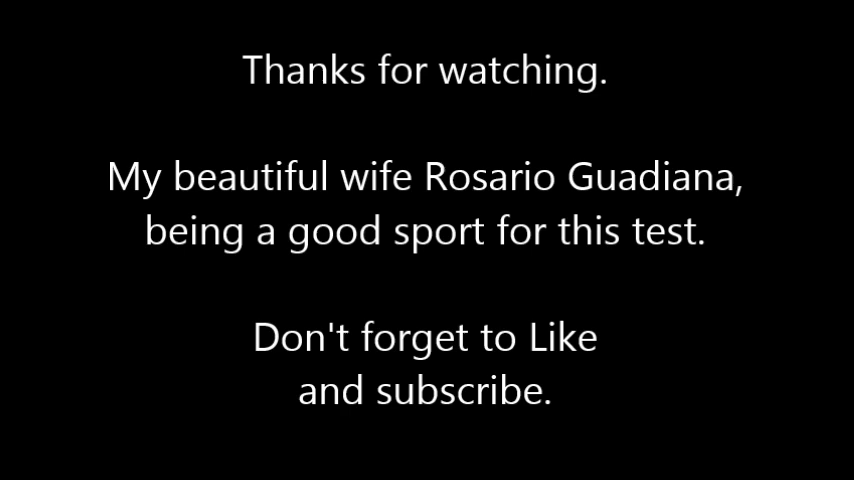 Thanks for watching.
My beautiful wife Rosario Guadiana,
being a good sport for this test.
Don't forget to Like
and subscribe.